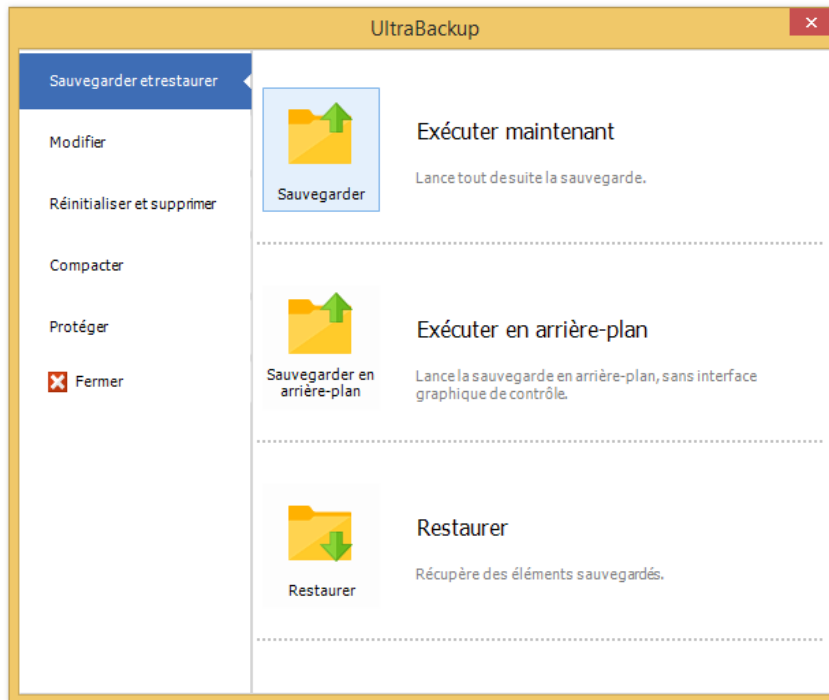 UltraBackup
Sauvegarder et restaurer
Modifier
Réinitialiser et supprimer
Compacter
Protéger
Fermer
Sauvegarder
Exécuter maintenant
Lance tout de suite la sauvegarde.
Sauvegarder en
arrière-plan
Exécuter en arrière-plan
Lance la sauvegarde en arrière-plan, sans interface
graphique de contrôle.
Restaurer
Restaurer
Récupère des éléments sauvegardés.